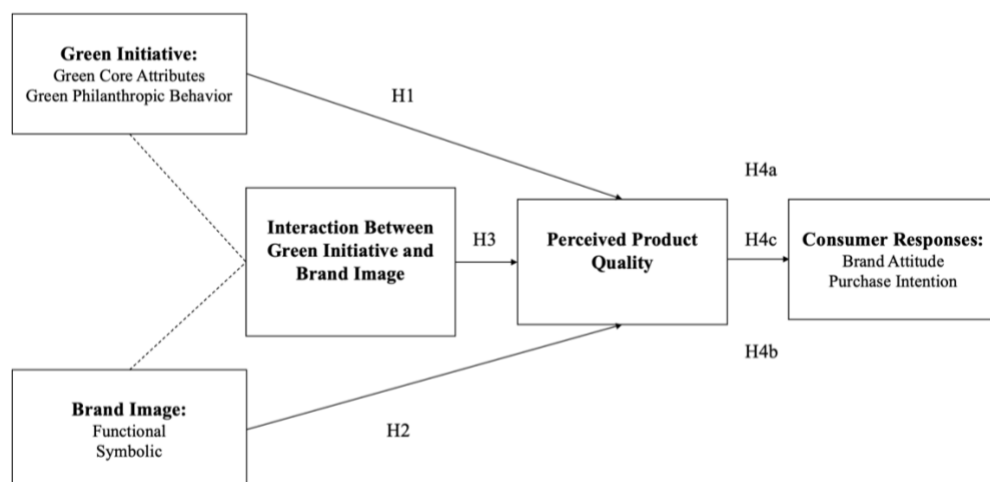 Green Initiative:
Green Core Attributes
Green Philanthropic Behavior
H1
H4a
Interaction Between
Green Initiative and
Brand Image
H3
Perceived Product
Quality
H4c
Consumer Responses:
Brand Attitude
Purchase Intention
H4b
Brand Image:
Functional
Symbolic
H2